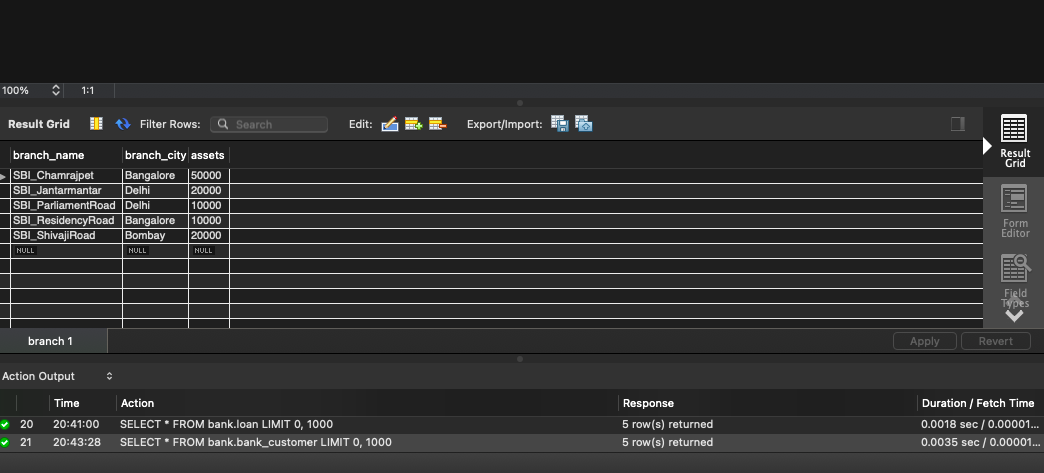 100% 1:1
Result Grid Filter Rows: Search Edit: Export/Import:
Result Grid
branch_name branch_city assets
SBI_Chamrajpet Bangalore 50000
SBI_Jantarmantar Delhi 20000
SBI_ParliamentRoad Delhi 10000
SBI_ResidencyRoad Bangalore 10000
SBI_ShivajiRoad Bombay 20000
NULL NULL NULL
Form Editor
Field Types
branch 1 Apply Revert
Action Output
Time Action Response Duration / Fetch Time
20 20:41:00 SELECT * FROM bank.loan LIMIT 0, 1000 5 row(s) returned 0.0018 sec / 0.00001...
21 20:43:28 SELECT * FROM bank.bank_customer LIMIT 0, 1000 5 row(s) returned 0.0035 sec / 0.00001...